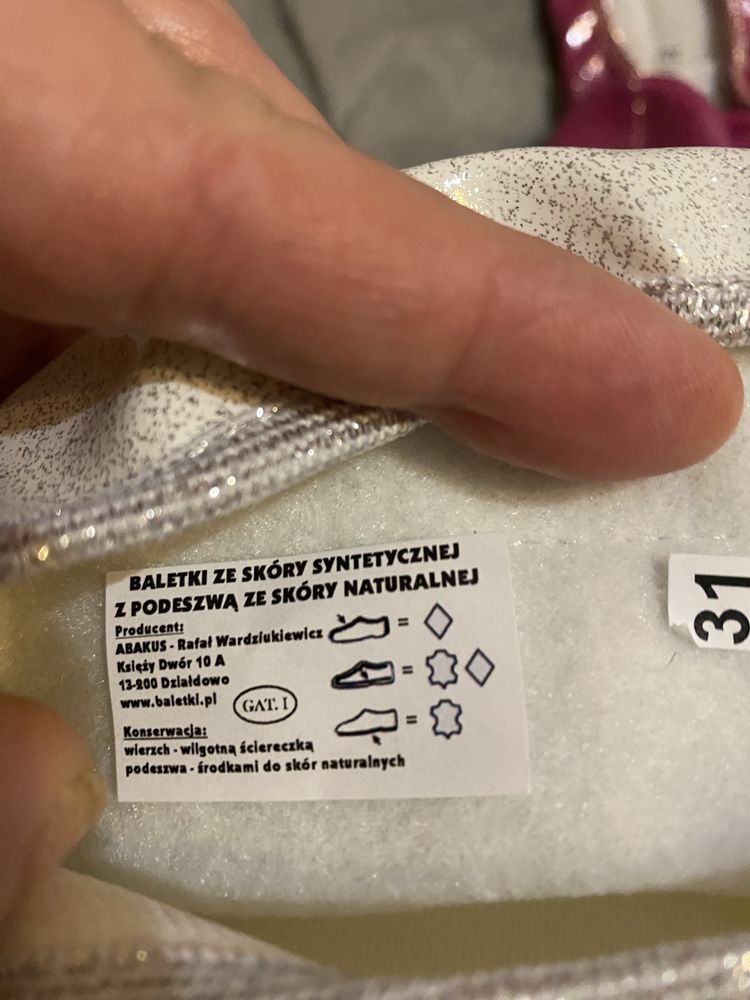 BALETKI ZE SKÓRY SYNTETYCZNEJ
Z PODESZWĄ ZE SKÓRY NATURALNEJ
Producent:
ABAKUS - Rafał Wardziukiewicz
Księży Dwór 10 A
13-200 Działdowo
www.baletki.pl
GAT. I
Konserwacja:
wierzch - wilgotną ściereczką
podeszwa - środkami do skór naturalnych
= 
=
=
31